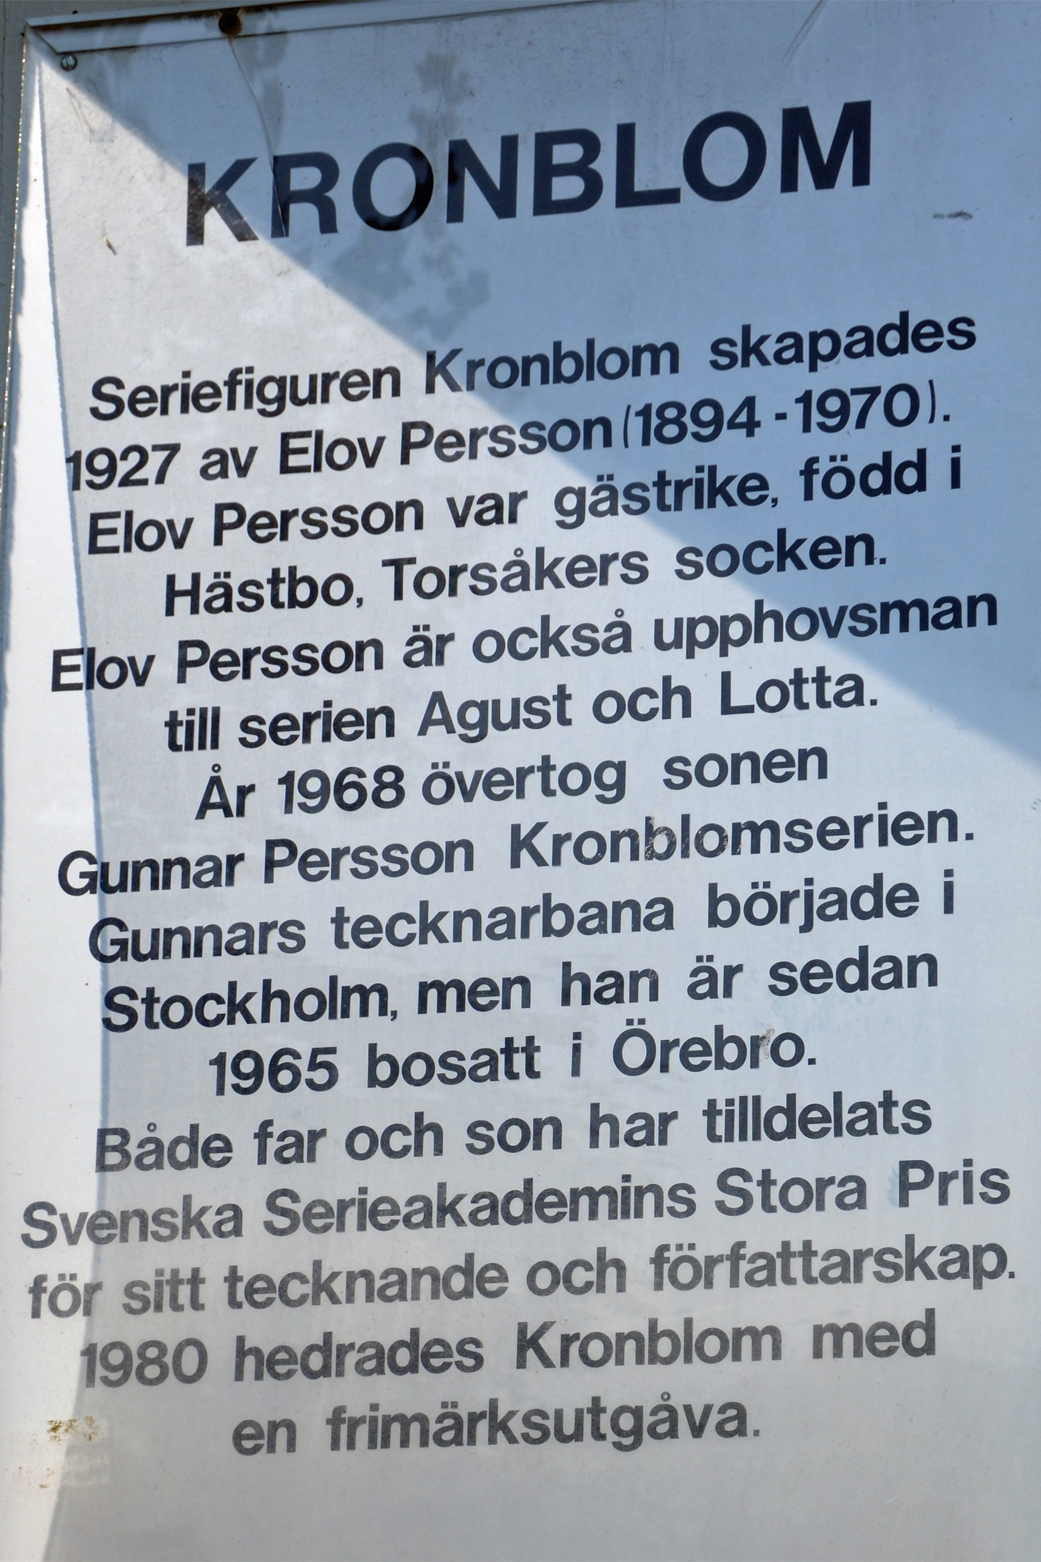 KRONBLOM
Seriefiguren Kronblom skapades
1927 av Elov Persson (1894-1970).
Elov Persson var gästrike, född i
Hästbo, Torsåkers socken.
Elov Persson är också upphovsman
till serien Agust och Lotta.
År 1968 övertog sonen
Gunnar Persson Kronblomserien.
Gunnars tecknarbana började i
Stockholm, men han är sedan
1965 bosatt i Örebro.
Både far och son har tilldelats
Svenska Serieakademins Stora Pris
för sitt tecknande och författarskap.
1980 hedrades Kronblom med
en frimärksutgåva.